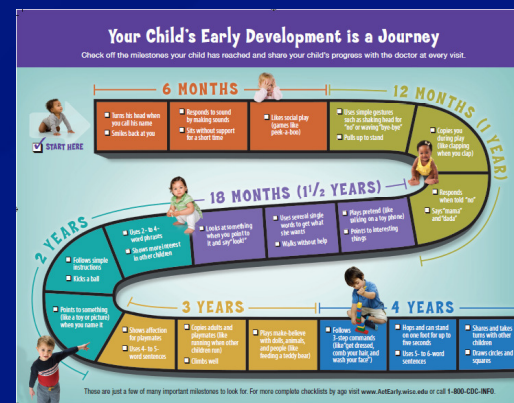 Your Child's Early Development is a Journey
Check off the milestones your child has reached and share your child's progress with the doctor at every visit.
START HERE
6 MONTHS
Turns his head when
you call his name
Smiles back at you
Responds to sound
by making sounds
Sits without support
for a short time
Likes social play
(games like
peek-a-boo)
12 MONTHS (1 YEAR)
Uses simple gestures
such as shaking head for
"no" or waving "bye-bye"
Pulls up to stand
Copies you
during play
(like clapping
when you clap)
Responds
when told "no"
Says "mama"
and "dada"
18 MONTHS (1 1/2 YEARS)
Plays pretend (like
talking on a toy phone)
Points to interesting
things
Uses several single
words to get what
she wants
Walks without help
Looks at something
when you point to
it and say "look!"
2 YEARS
Uses 2- to 4-
word phrases
Shows more interest
in other children
Follows simple
instructions
Kicks a ball
Points to something
(like a toy or picture)
when you name it
3 YEARS
Shows affection
for playmates
Uses 4- to 5-
word sentences
Copies adults and
playmates (like
running when other
children run)
Climbs well
Plays make-believe
with dolls, animals,
and people (like
feeding a teddy bear)
4 YEARS
Follows
3-step commands
(like "get dressed,
comb your hair, and
wash your face")
Hops and can stand
on one foot for up to
five seconds
Uses 5- to 6-word
sentences
Shares and takes
turns with other
children
Draws circles and
squares
These are just a few of many important milestones to look for. For more complete checklists by age visit www.ActEarly.wisc.edu or call 1-800-CDC-INFO.